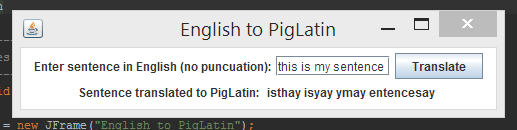 English to PigLatin
Enter sentence in English (no puncuation): this is my sentence Translate
Sentence translated to PigLatin: isthay isyay ymay entencesay
= new JFrame("English to PigLatin");